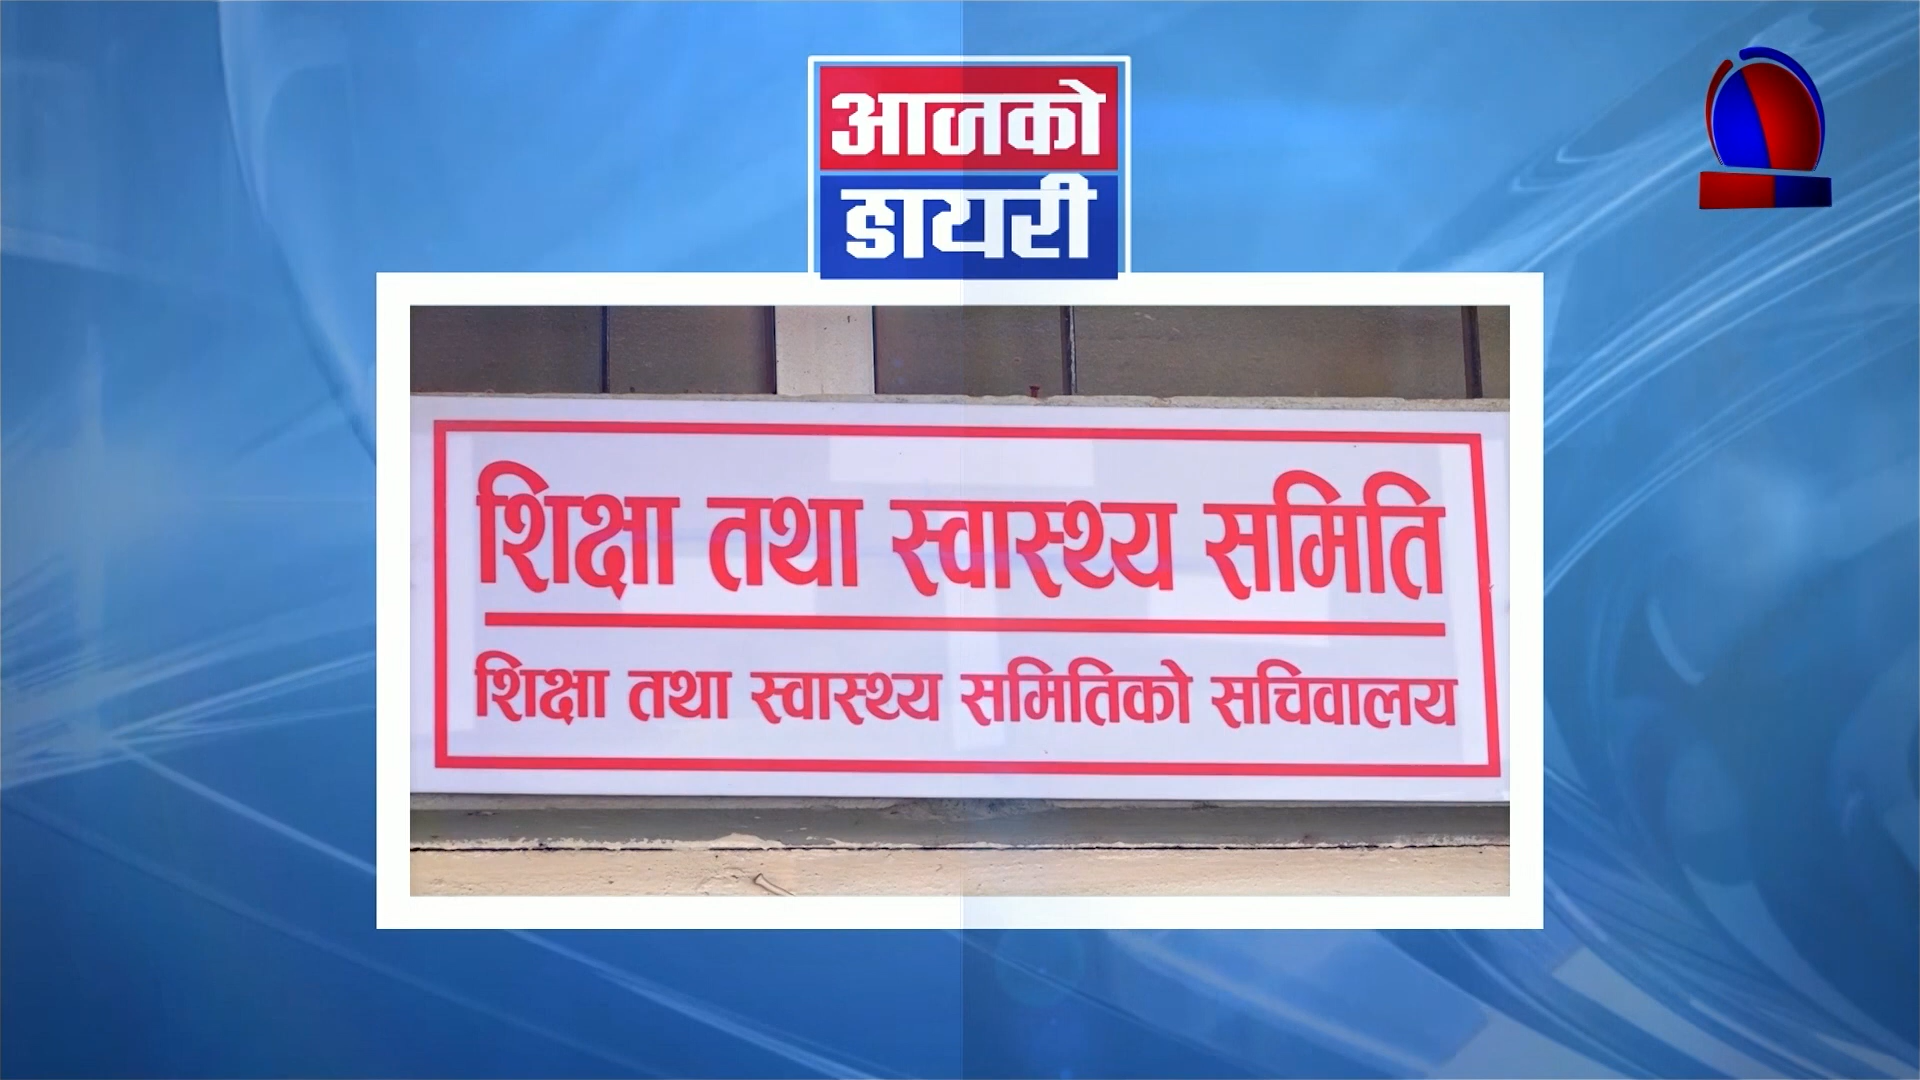 आजको
डायरी
शिक्षा तथा स्वास्थ्य समिति
शिक्षा तथा स्वास्थ्य समितिको सचिवालय